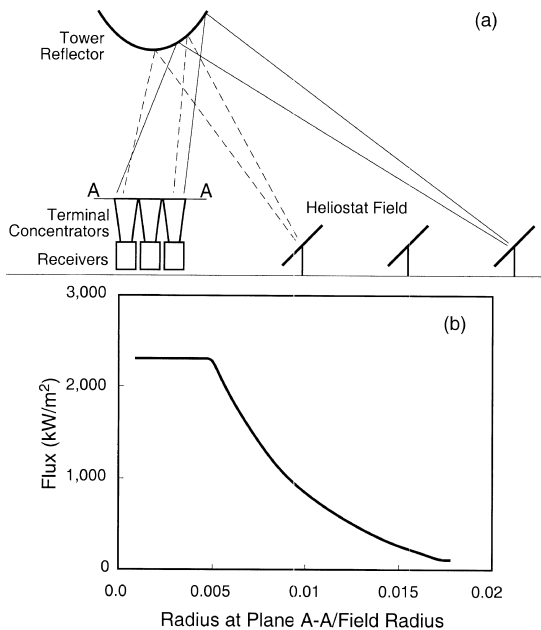 (a)
Tower
Reflector
A A
Heliostat Field
Terminal
Concentrators
Receivers
(b)
3,000
2,000
1,000
0
Flux (kW/m²)
0.0 0.005 0.01 0.015 0.02
Radius at Plane A-A/Field Radius